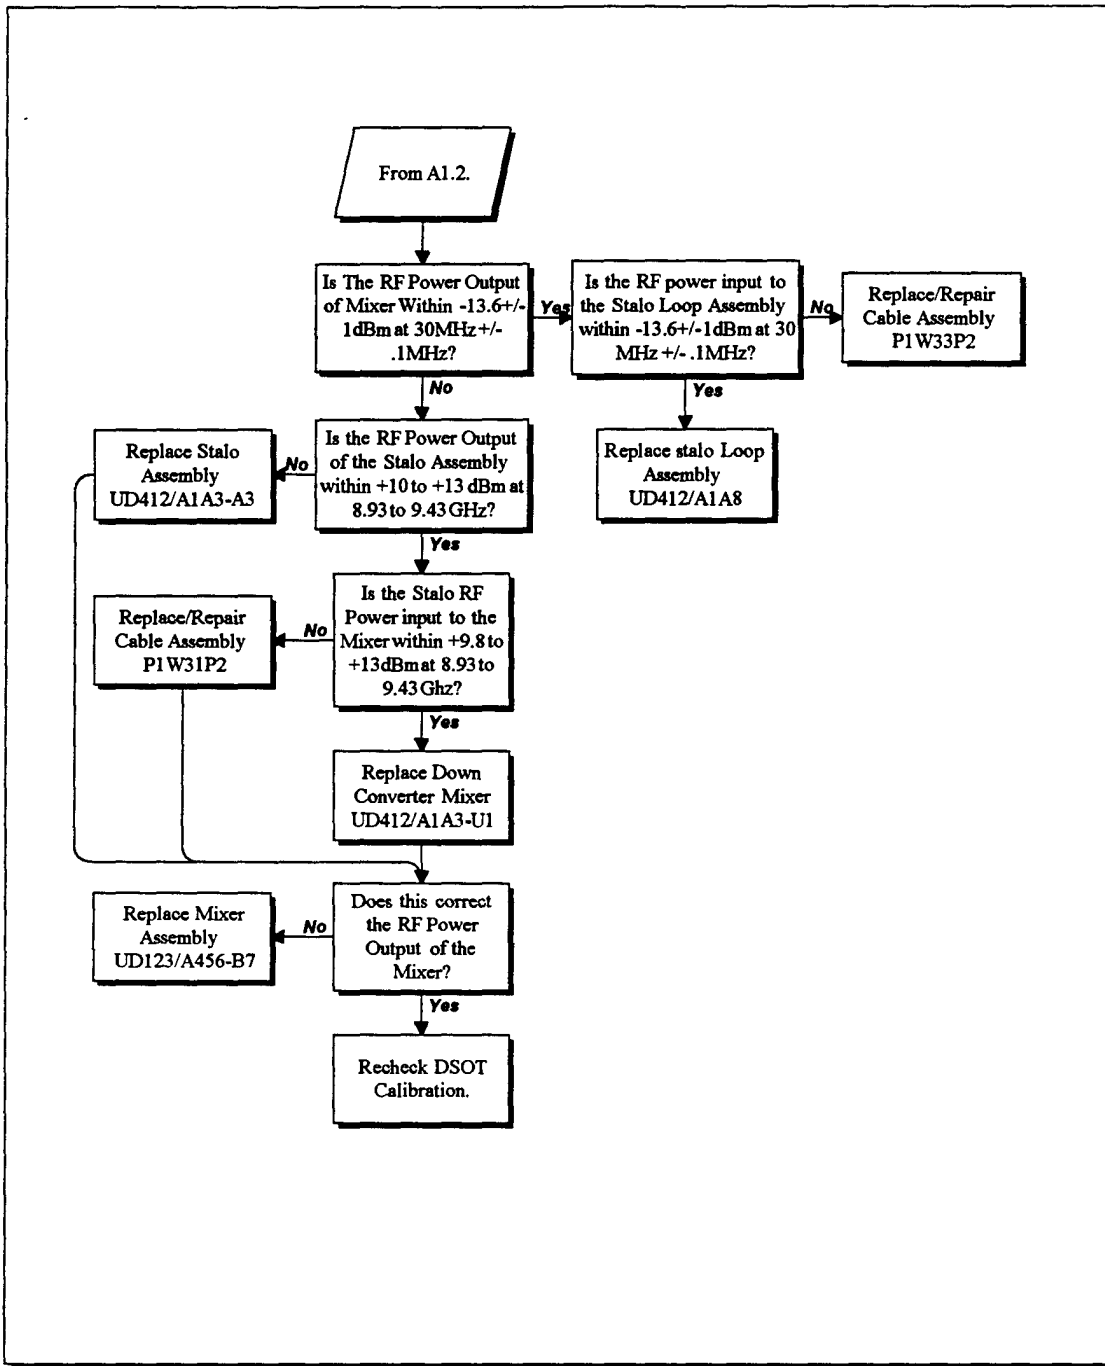 From A1.2.
Is The RF Power Output
of Mixer Within -13.6+/-
1dBm at 30MHz +/-
.1MHz?
Yes
Is the RF power input to
the Stalo Loop Assembly
within -13.6+/-1dBm at 30
MHz +/- .1MHz?
No
Replace/Repair
Cable Assembly
P1W33P2
No
Yes
Replace Stalo
Assembly
UD412/A1A3-A3
No
Is the RF Power Output
of the Stalo Assembly
within +10 to +13 dBm at
8.93 to 9.43 GHz?
Replace stalo Loop
Assembly
UD412/A1A8
Yes
Replace/Repair
Cable Assembly
P1W31P2
No
Is the Stalo RF
Power input to the
Mixer within +9.8 to
+13dBm at 8.93 to
9.43 Ghz?
Yes
Replace Down
Converter Mixer
UD412/A1A3-U1
Replace Mixer
Assembly
UD123/A456-B7
No
Does this correct
the RF Power
Output of the
Mixer?
Yes
Recheck DSOT
Calibration.